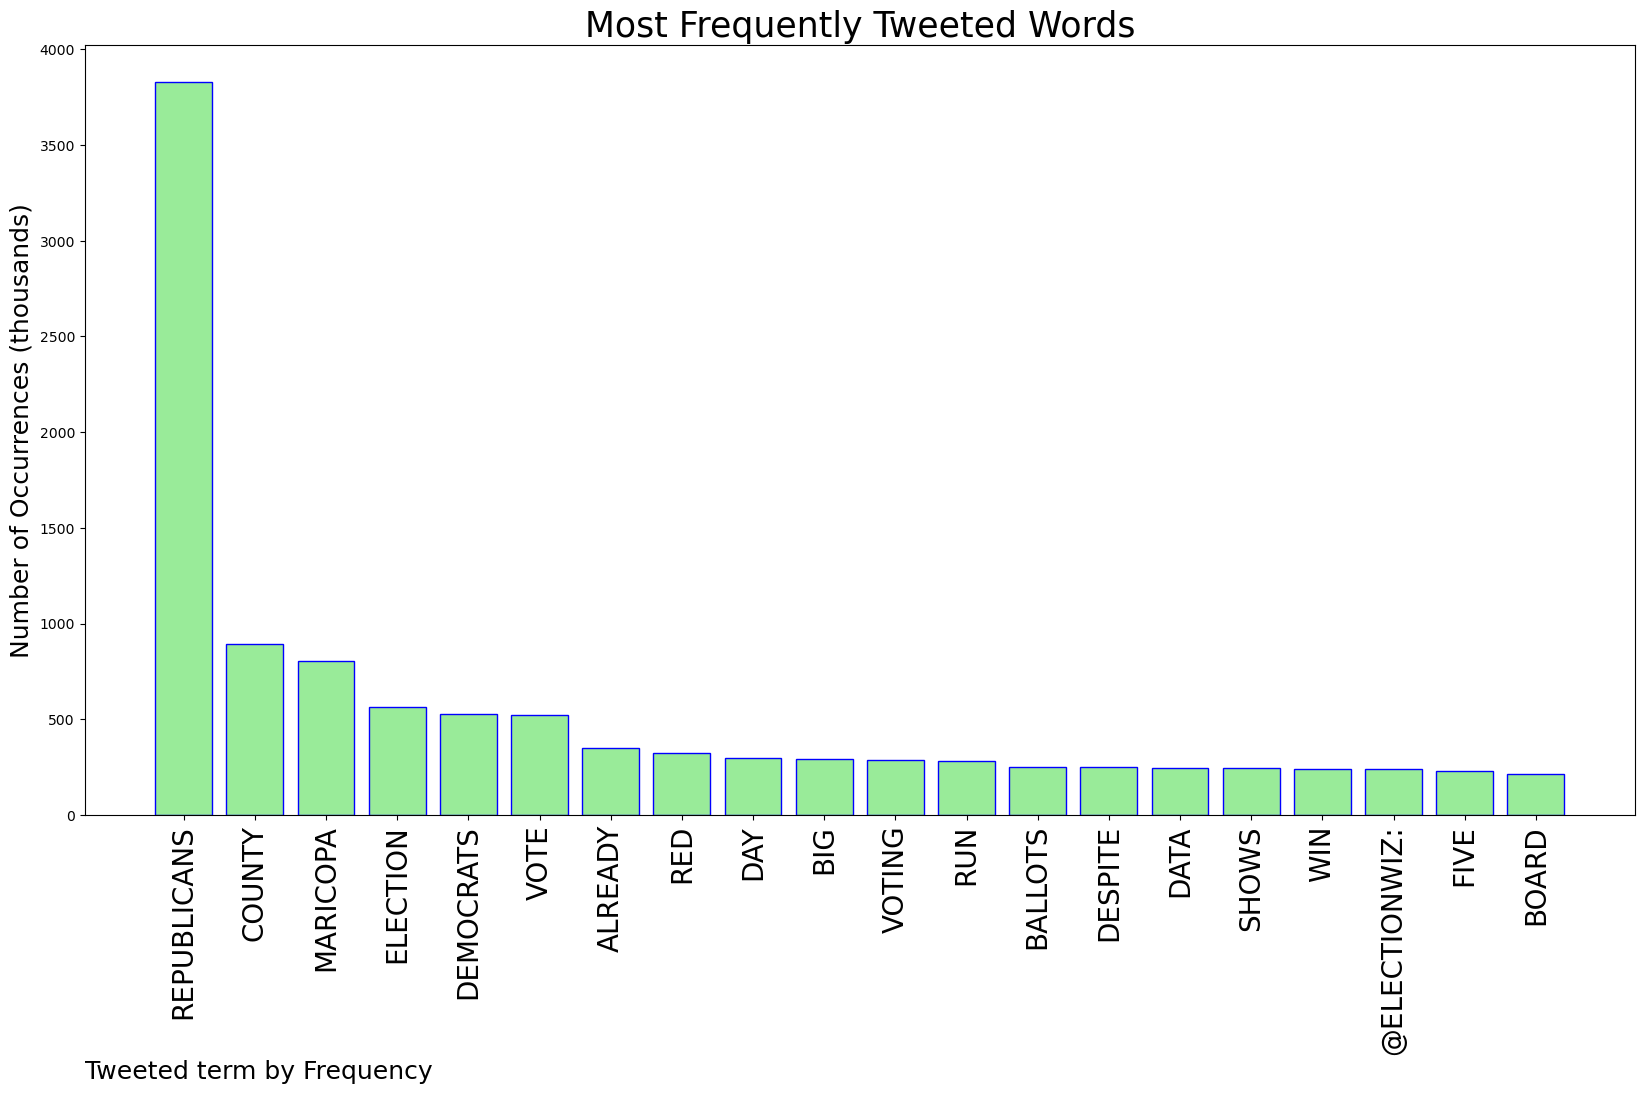 Most Frequently Tweeted Words
Number of Occurrences (thousands)
4000
3500
3000
2500
2000
1500
1000
500
0
REPUBLICANS
COUNTY
MARICOPA
ELECTION
DEMOCRATS
VOTE
ALREADY
RED
DAY
BIG
VOTING
RUN
BALLOTS
DESPITE
DATA
SHOWS
WIN
@ELECTIONWIZ:
FIVE
BOARD
Tweeted term by Frequency